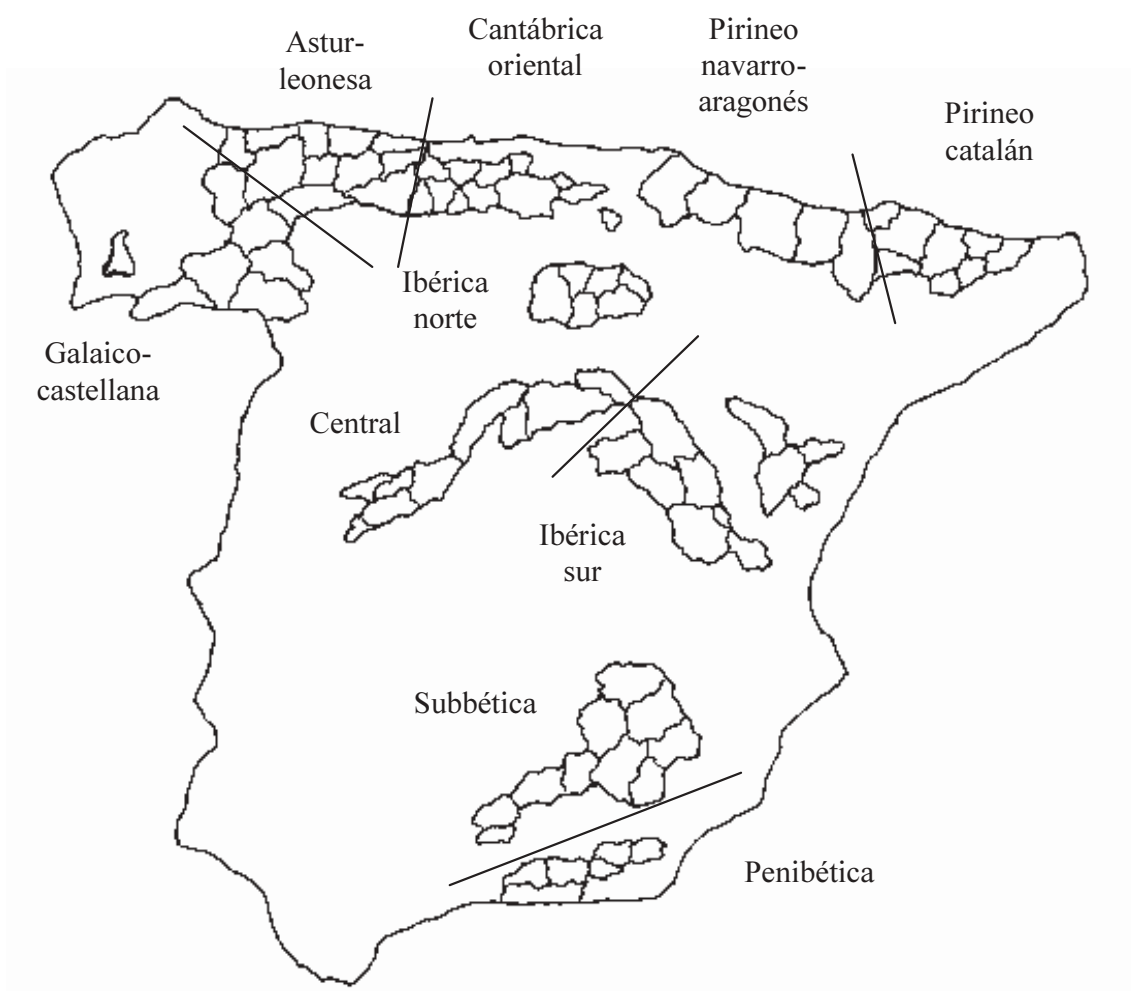 Astur-
leonesa
Cantábrica
oriental
Pirineo
navarro-
aragonés
Pirineo
catalán
Ibérica
norte
Galaico-
castellana
Central
Ibérica
sur
Subbética
Penibética